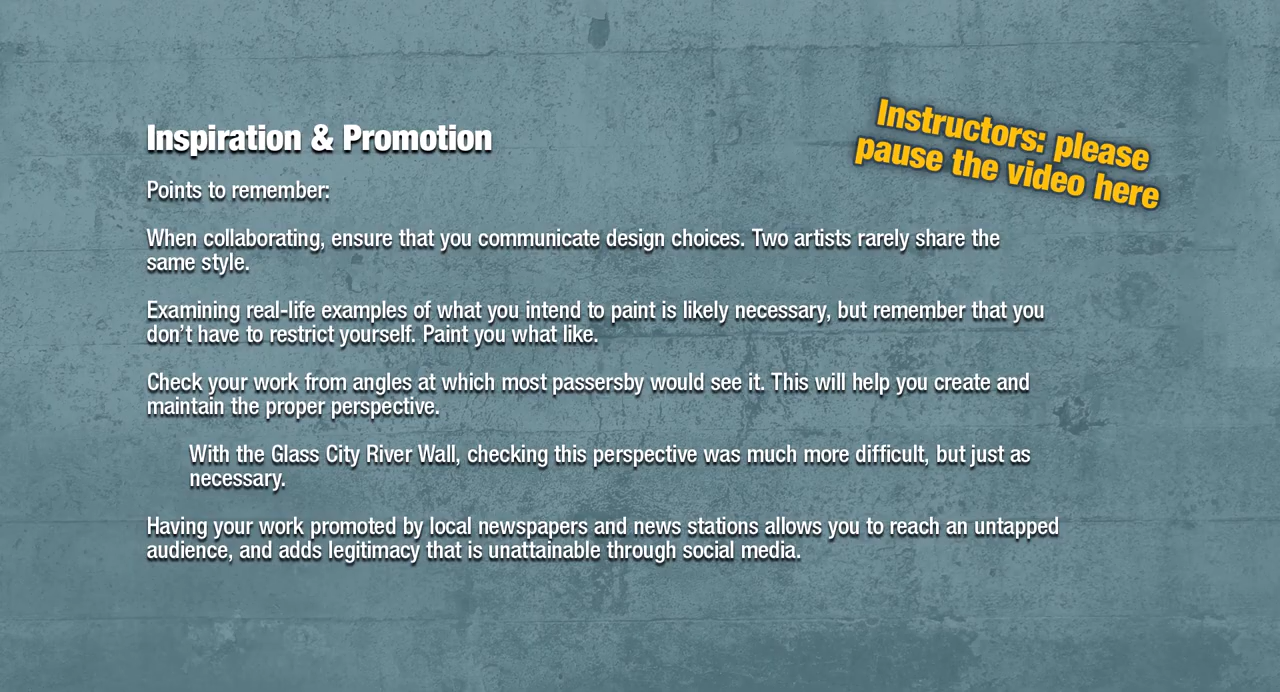 Inspiration & Promotion
Instructors: please
pause the video here
Points to remember:
When collaborating, ensure that you communicate design choices. Two artists rarely share the
same style.
Examining real-life examples of what you intend to paint is likely necessary, but remember that you
don't have to restrict yourself. Paint you what like.
Check your work from angles at which most passersby would see it. This will help you create and
maintain the proper perspective.
With the Glass City River Wall, checking this perspective was much more difficult, but just as
necessary.
Having your work promoted by local newspapers and news stations allows you to reach an untapped
audience, and adds legitimacy that is unattainable through social media.